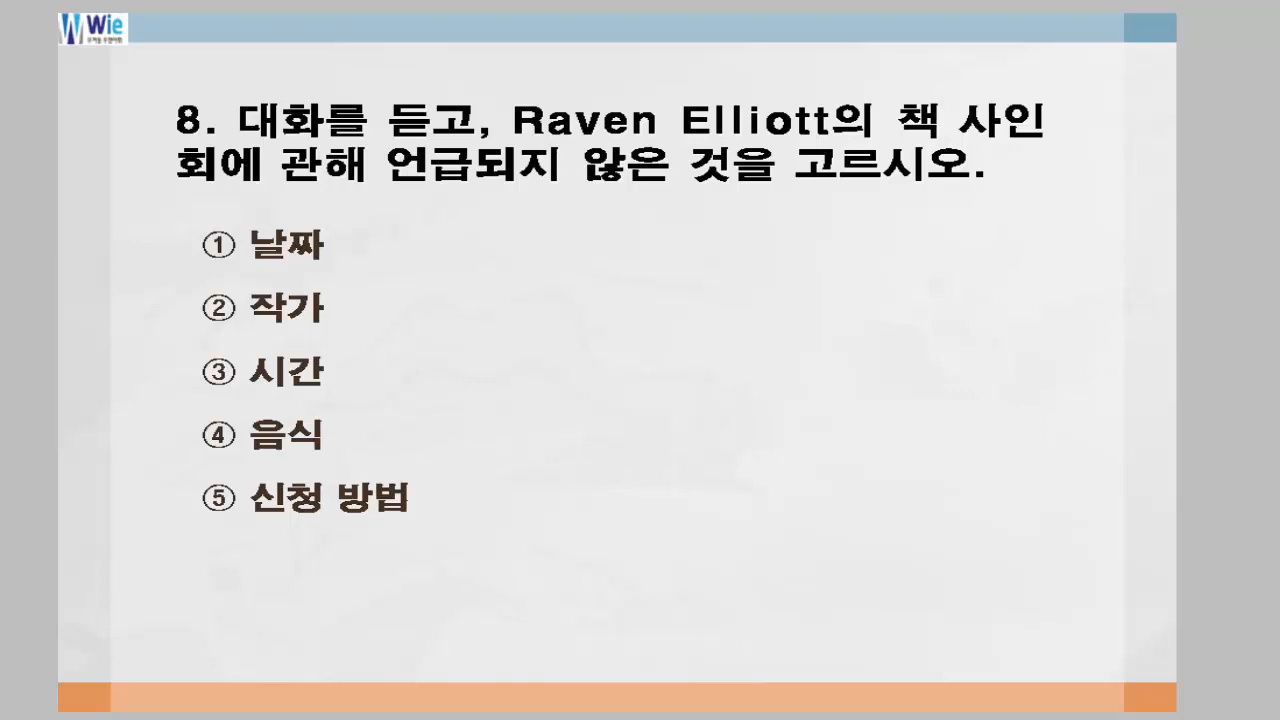 Wie
8. 대화를 듣고, Raven Elliott의 책 사인
회에 관해 언급되지 않은 것을 고르시오.
① 날짜
② 작가
③ 시간
④ 음식
⑤ 신청 방법